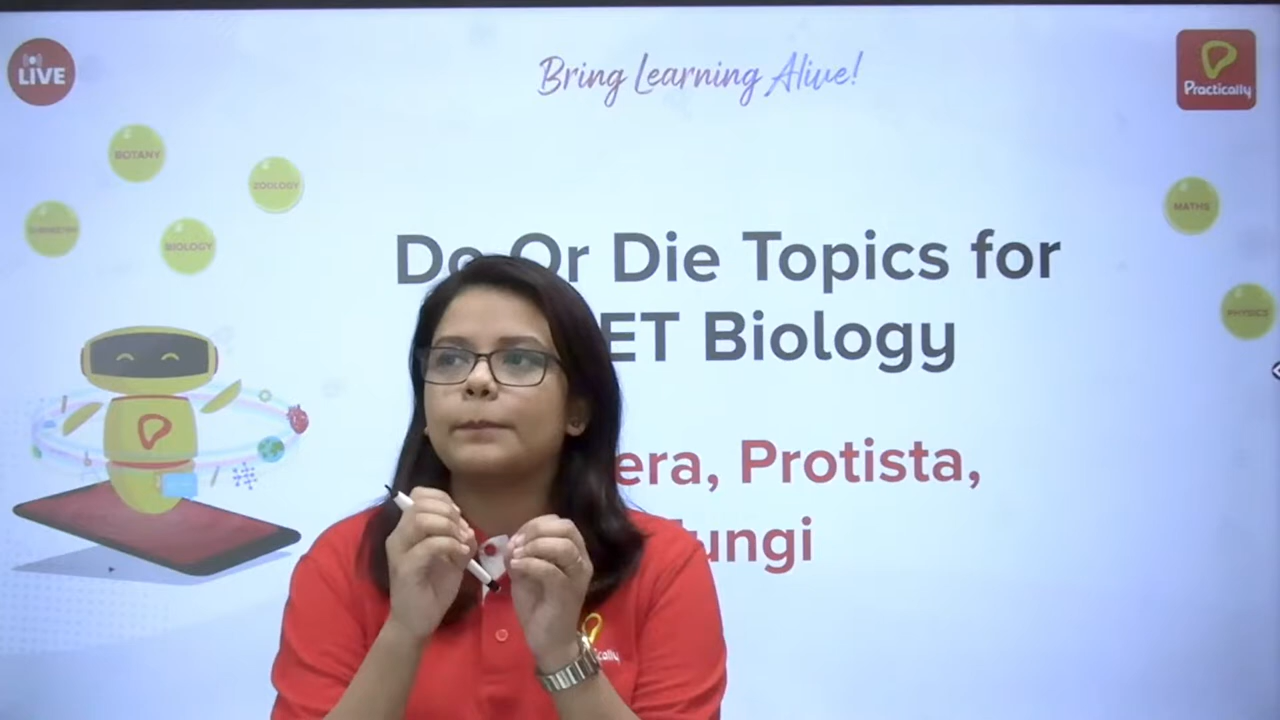 LIVE
Bring Learning Alive!
Practically
BOTANY
ZOOLOGY
BIOLOGY
MATHS
PHYSICS
Do Or Die Topics for
ET Biology
era, Protista,
ungi